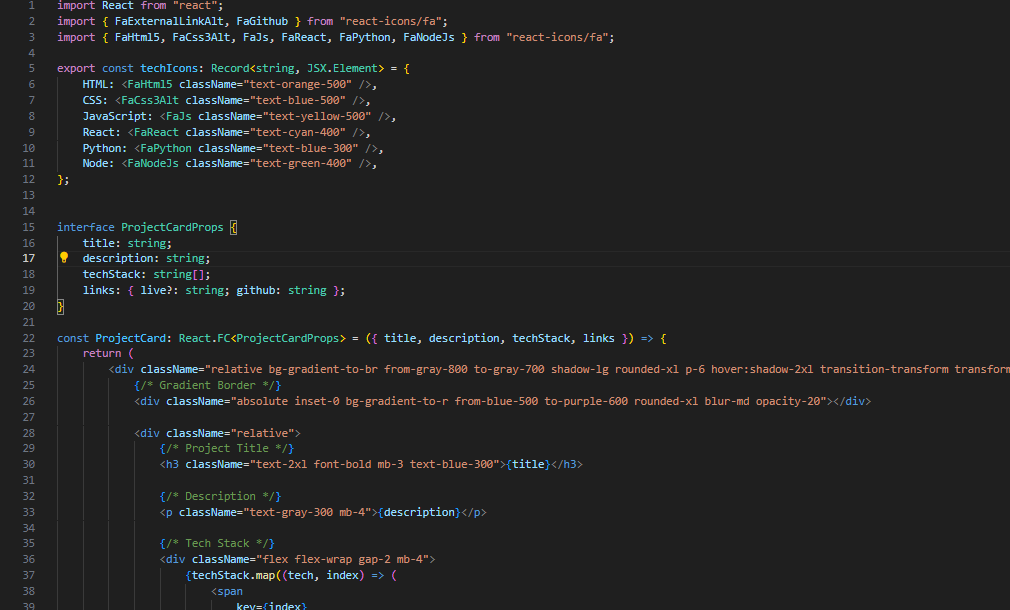 1 import React from "react";
2 import { FaExternalLinkAlt, FaGithub } from "react-icons/fa";
3 import { FaHtml5, FaCss3Alt, FaJs, FaReact, FaPython, FaNodeJs } from "react-icons/fa";
4
5 export const techIcons: Record<string, JSX.Element> = {
6     HTML: <FaHtml5 className="text-orange-500" />,
7     CSS: <FaCss3Alt className="text-blue-500" />,
8     JavaScript: <FaJs className="text-yellow-500" />,
9     React: <FaReact className="text-cyan-400" />,
10     Python: <FaPython className="text-blue-300" />,
11     Node: <FaNodeJs className="text-green-400" />,
12 };
13
14
15 interface ProjectCardProps {
16     title: string;
17     description: string;
18     techStack: string[];
19     links: { live?: string; github: string };
20 }
21
22 const ProjectCard: React.FC<ProjectCardProps> = ({ title, description, techStack, links }) => {
23     return (
24         <div className="relative bg-gradient-to-br from-gray-800 to-gray-700 shadow-lg rounded-xl p-6 hover:shadow-2xl transition-transform transform
25             {/* Gradient Border */}
26             <div className="absolute inset-0 bg-gradient-to-r from-blue-500 to-purple-600 rounded-xl blur-md opacity-20"></div>
27
28             <div className="relative">
29                 {/* Project Title */}
30                 <h3 className="text-2xl font-bold mb-3 text-blue-300">{title}</h3>
31
32                 {/* Description */}
33                 <p className="text-gray-300 mb-4">{description}</p>
34
35                 {/* Tech Stack */}
36                 <div className="flex flex-wrap gap-2 mb-4">
37                     {techStack.map((tech, index) => (
38                         <span
39                             key={index}